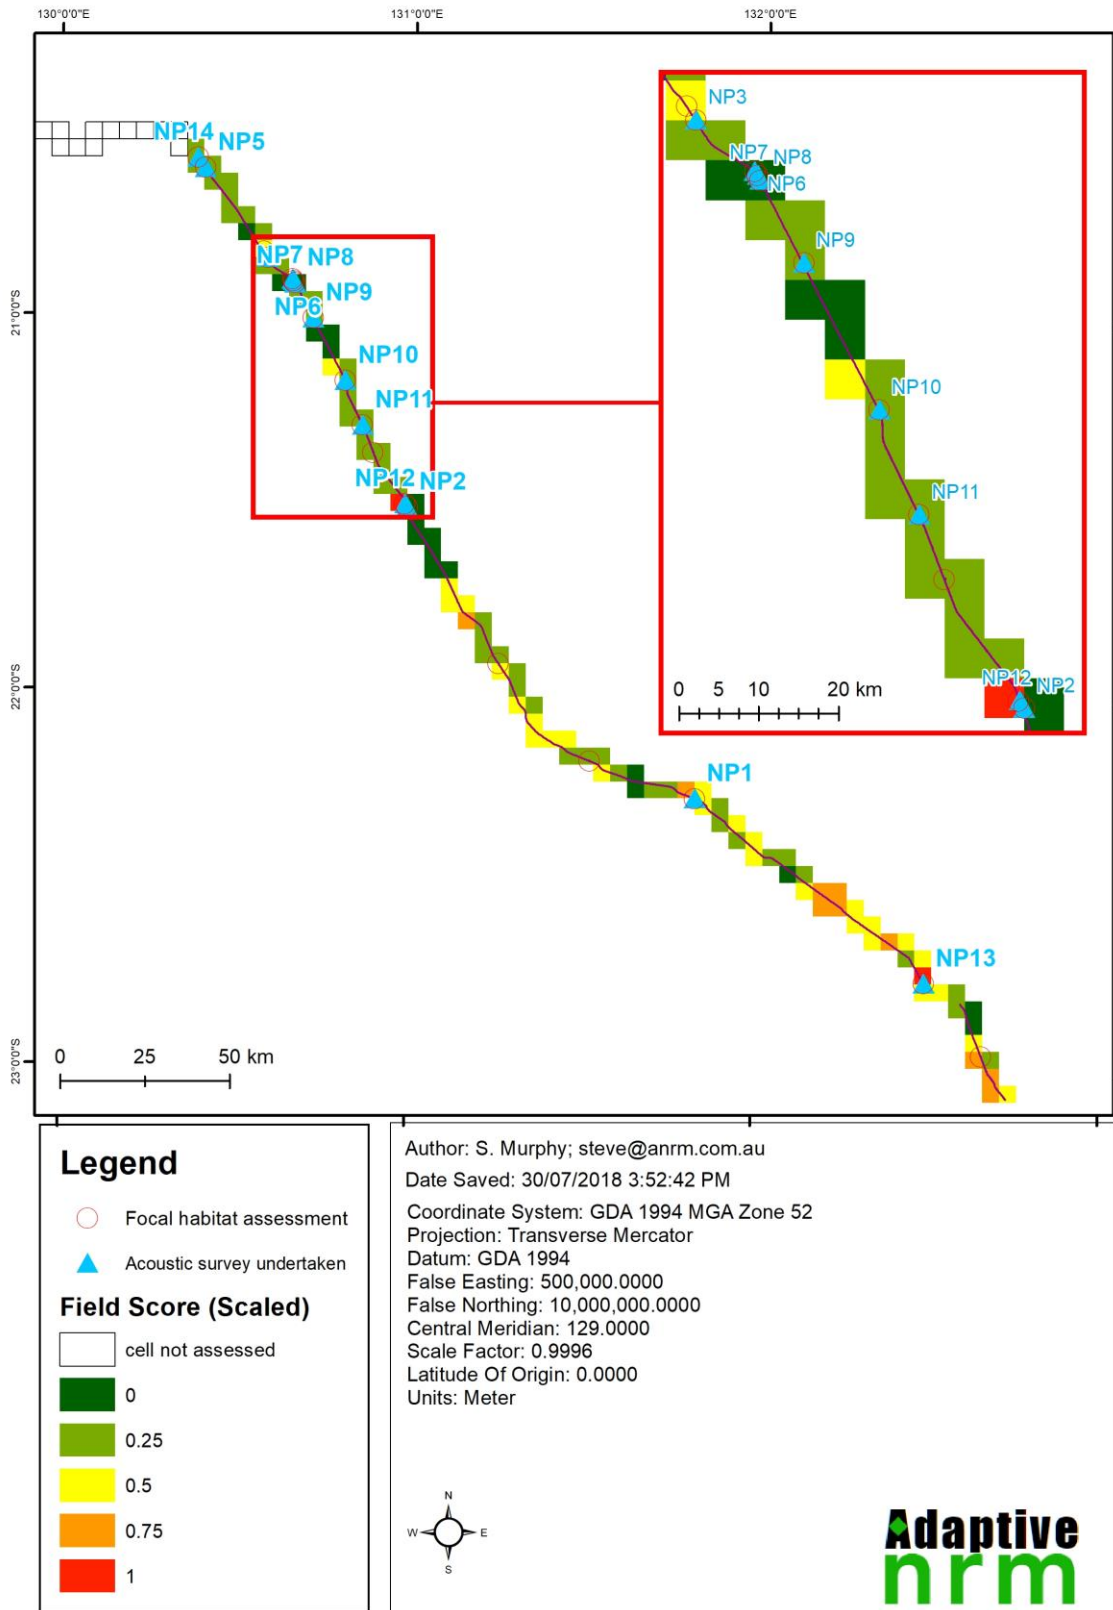 130°0'0"E
131°0'0"E
132°0'0"E
21°0'0"S
22°0'0"S
23°0'0"S
NP14
NP5
NP7
NP8
NP6
NP9
NP10
NP11
NP12
NP2
NP1
NP13
NP3
NP7
NP8
NP6
NP9
NP10
NP11
NP12
NP2
0 5 10 20 km
0 25 50 km
Legend
Focal habitat assessment
Acoustic survey undertaken
Field Score (Scaled)
cell not assessed
0
0.25
0.5
0.75
1
Author: S. Murphy; steve@anrm.com.au
Date Saved: 30/07/2018 3:52:42 PM
Coordinate System: GDA 1994 MGA Zone 52
Projection: Transverse Mercator
Datum: GDA 1994
False Easting: 500,000.0000
False Northing: 10,000,000.0000
Central Meridian: 129.0000
Scale Factor: 0.9996
Latitude Of Origin: 0.0000
Units: Meter
N
W E
S
Adaptive
nrm